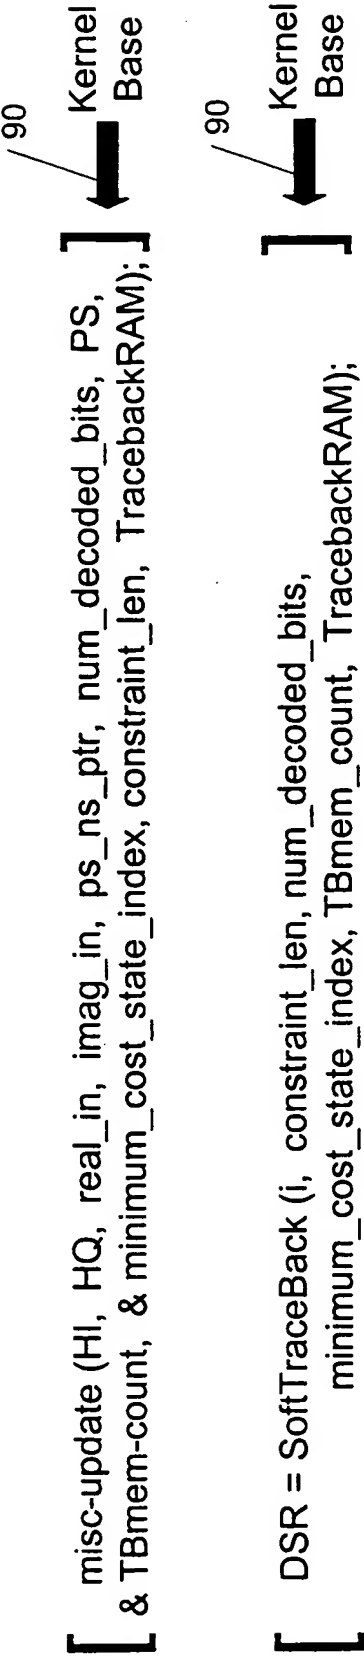 90
[ misc-update (HI, HQ, real_in, imag_in, ps_ns_ptr, num_decoded_bits, PS, ] Kernel
& TBmem-count, & minimum_cost_state_index, constraint_len, TracebackRAM); Base
90
[ DSR = SoftTraceBack (i, constraint_len, num_decoded_bits, ] Kernel
minimum_cost_state_index, TBmem_count, TracebackRAM); Base